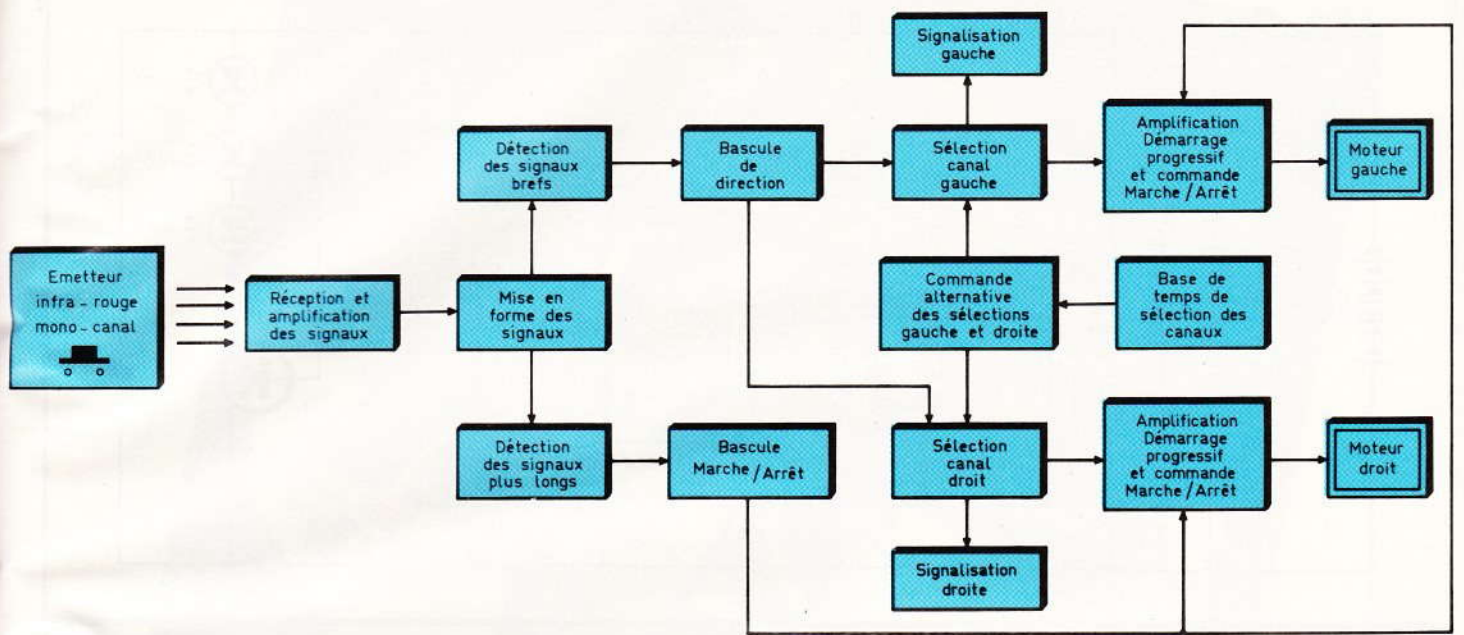 Signalisation
gauche
Détection
des signaux
brefs
Bascule
de
direction
Sélection
canal
gauche
Amplification
Démarrage
progressif
et commande
Marche/Arrêt
Moteur
gauche
Emetteur
infra-rouge
mono-canal
Réception et
amplification
des signaux
Mise en
forme des
signaux
Commande
alternative
des sélections
gauche et droite
Base de
temps de
sélection des
canaux
Détection
des signaux
plus longs
Bascule
Marche/Arrêt
Sélection
canal
droit
Amplification
Démarrage
progressif
et commande
Marche/Arrêt
Moteur
droit
Signalisation
droite